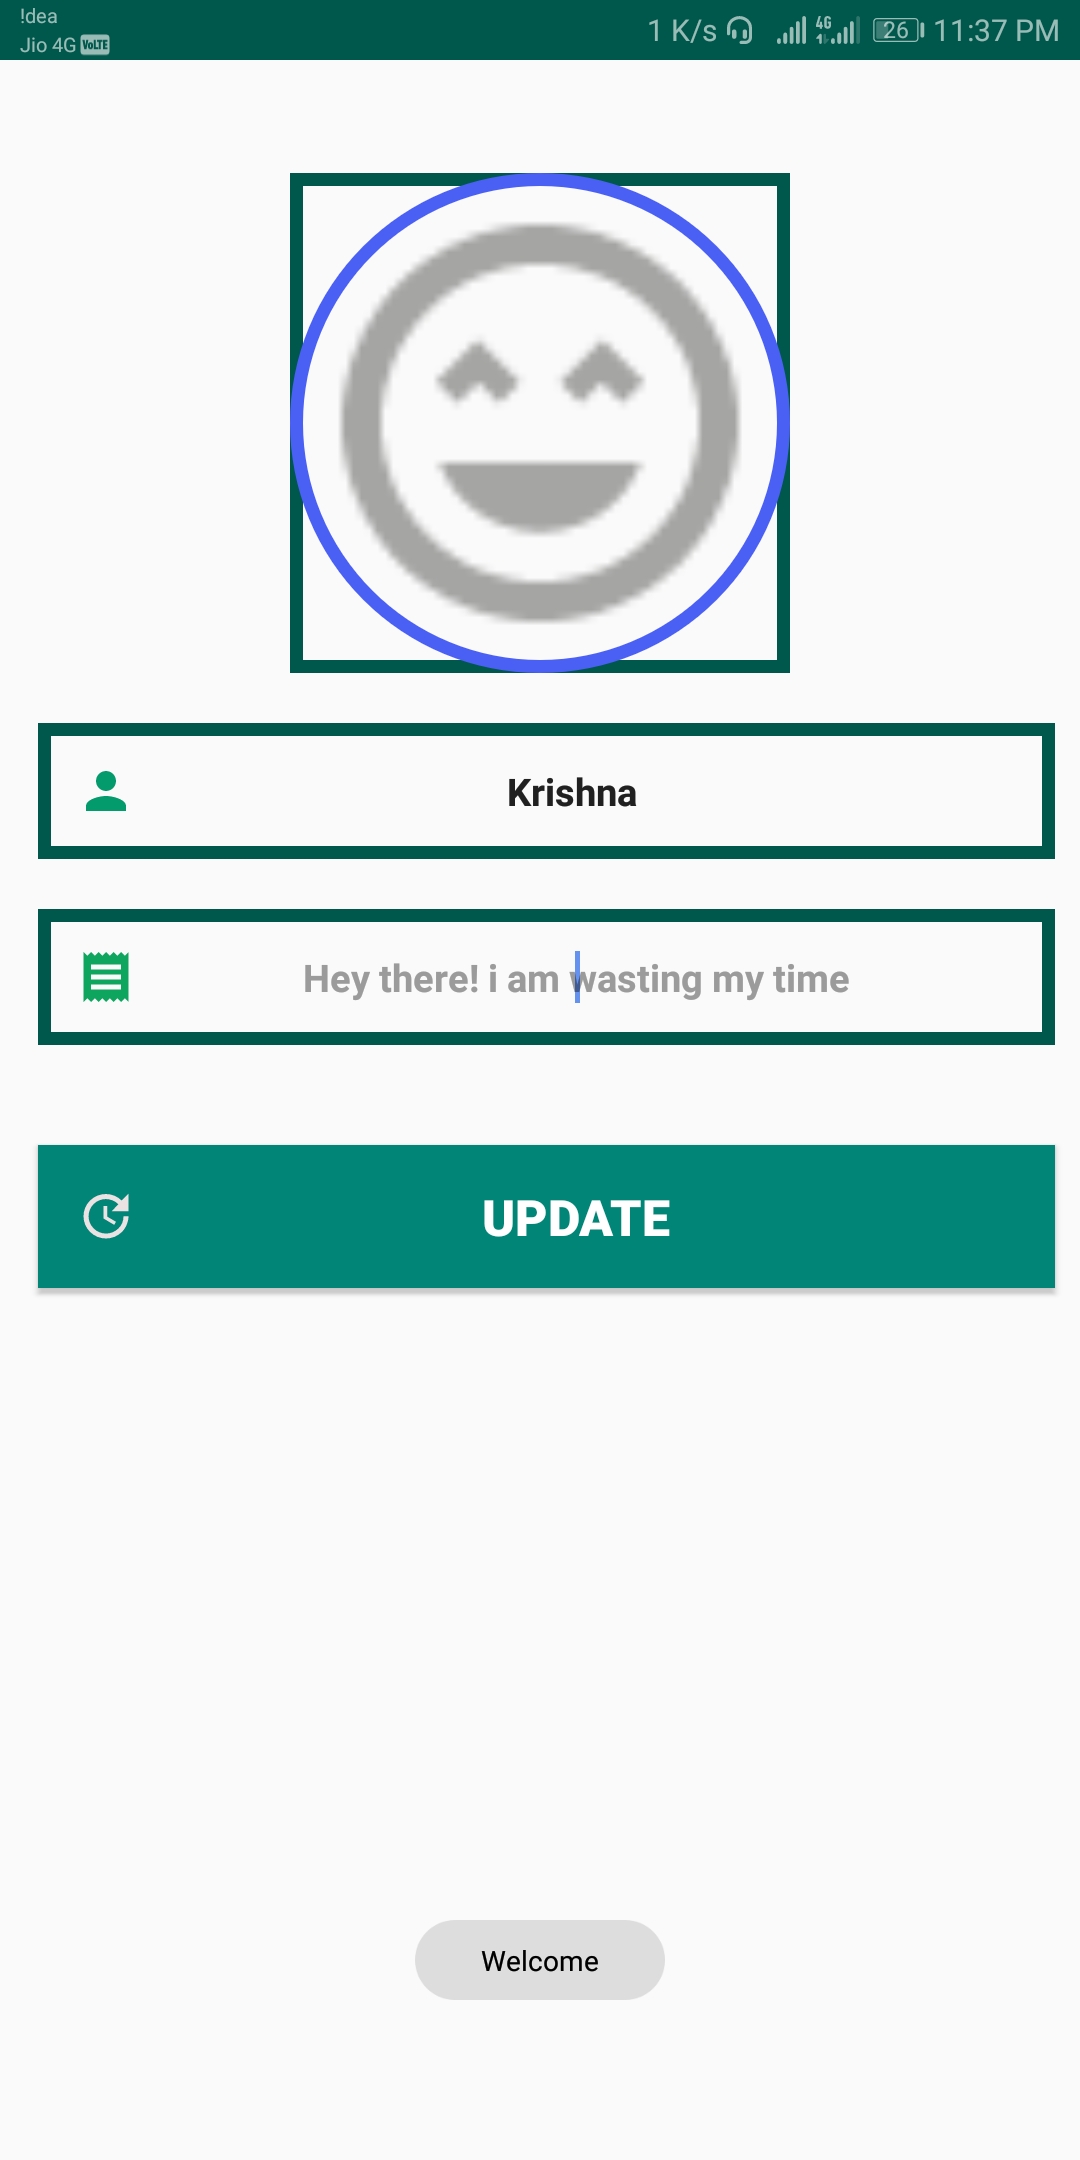 !dea
Jio 4G VoLTE
1 K/s 4G 26 11:37 PM
Krishna
Hey there! i am wasting my time
UPDATE
Welcome